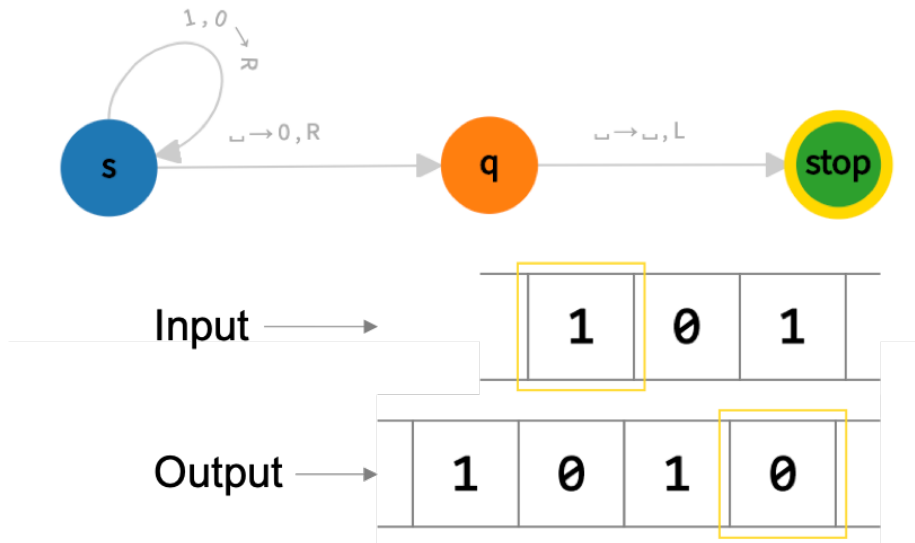 1,0→R
␣→0,R
␣→␣,L
s
q
stop
Input
1 0 1
Output
1 0 1 0